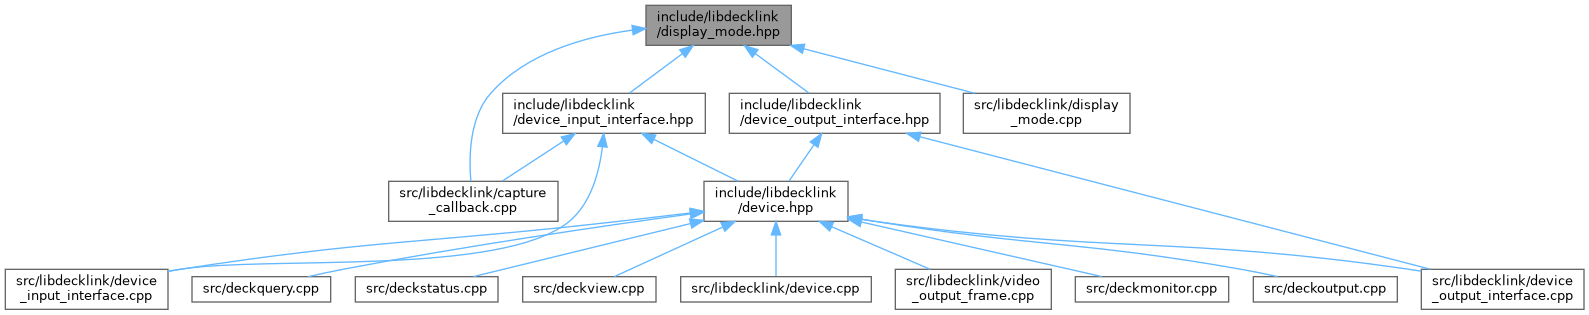 include/libdecklink
/display_mode.hpp
include/libdecklink
/device_input_interface.hpp
include/libdecklink
/device_output_interface.hpp
src/libdecklink/display
_mode.cpp
src/libdecklink/capture
_callback.cpp
include/libdecklink
/device.hpp
src/libdecklink/device
_input_interface.cpp
src/deckquery.cpp
src/deckstatus.cpp
src/deckview.cpp
src/libdecklink/device.cpp
src/libdecklink/video
_output_frame.cpp
src/deckmonitor.cpp
src/deckoutput.cpp
src/libdecklink/device
_output_interface.cpp